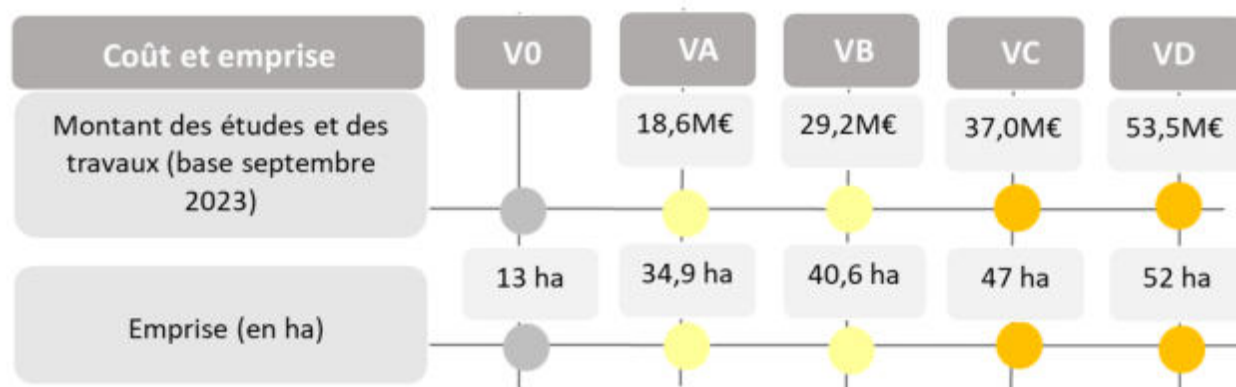 Coût et emprise
V0
VA
VB
VC
VD
Montant des études et des
travaux (base septembre
2023)
18,6M€
29,2M€
37,0M€
53,5M€
Emprise (en ha)
13 ha
34,9 ha
40,6 ha
47 ha
52 ha